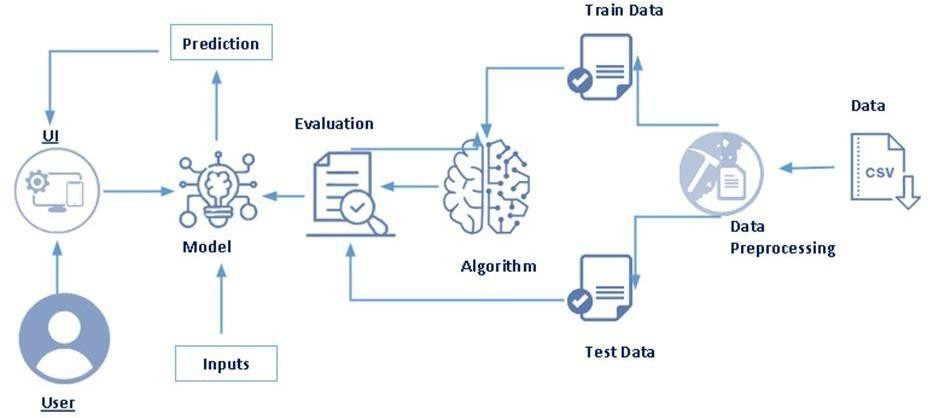 Train Data
Prediction
Data
Evaluation
UI
CSV
Model
Data
Preprocessing
Algorithm
Test Data
Inputs
User